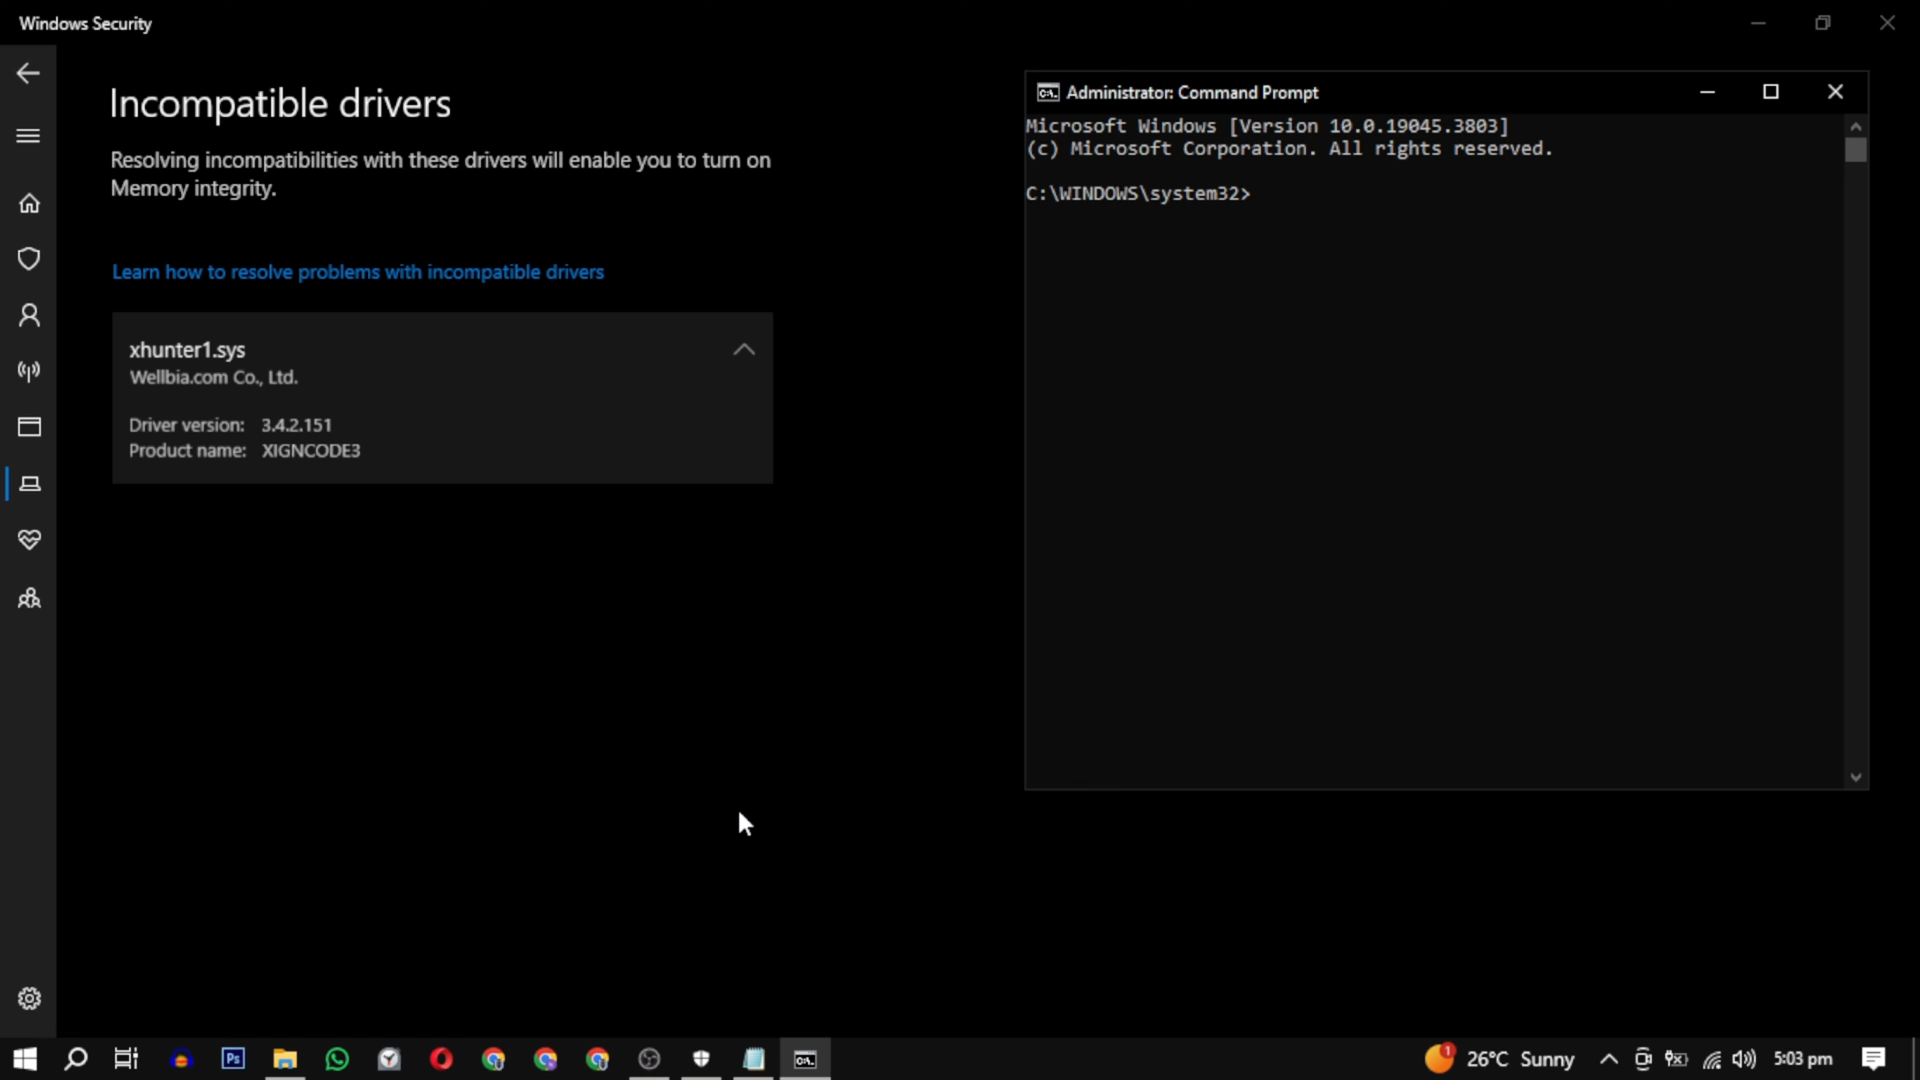 Windows Security
Incompatible drivers
Resolving incompatibilities with these drivers will enable you to turn on
Memory integrity.
Learn how to resolve problems with incompatible drivers
xhunter1.sys
Wellbia.com Co., Ltd.
Driver version: 3.4.2.151
Product name: XIGNCODE3
Administrator: Command Prompt
Microsoft Windows [Version 10.0.19045.3803]
(c) Microsoft Corporation. All rights reserved.
C:\WINDOWS\system32>
Ps
1
26°C Sunny
5:03 pm